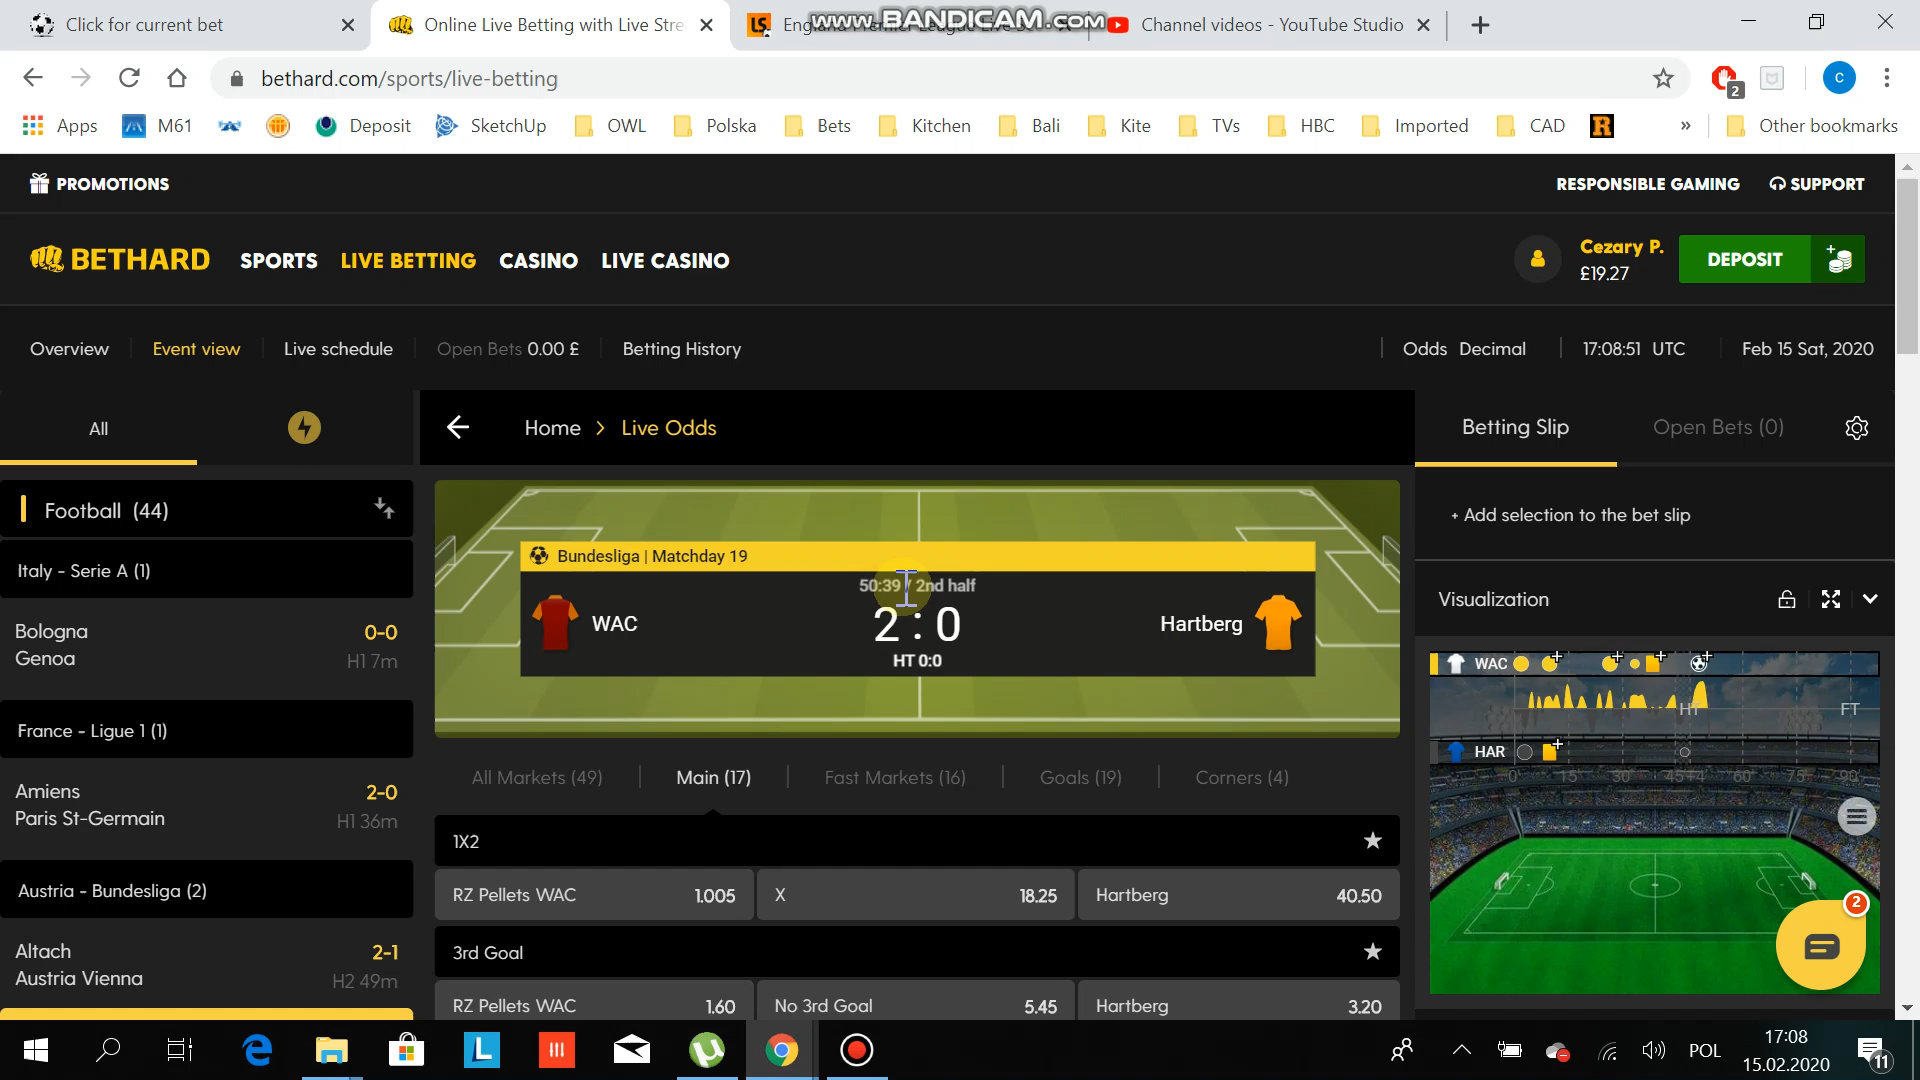 Click for current bet
Online Live Betting with Live Stre
www.BANDICAM.com
Channel videos - YouTube Studio
bethard.com/sports/live-betting
C
2
Apps
M61
Deposit
SketchUp
OWL
Polska
Bets
Kitchen
Bali
Kite
TVs
HBC
Imported
CAD
R
»
Other bookmarks
PROMOTIONS
RESPONSIBLE GAMING
SUPPORT
BETHARD
SPORTS
LIVE BETTING
CASINO
LIVE CASINO
Cezary P.
£19.27
DEPOSIT
Overview
Event view
Live schedule
Open Bets 0.00 £
Betting History
Odds Decimal
17:08:51 UTC
Feb 15 Sat, 2020
All
Home > Live Odds
Betting Slip
Open Bets (0)
Football (44)
Italy - Serie A (1)
Bologna 0-0
Genoa H1 7m
France - Ligue 1 (1)
Amiens 2-0
Paris St-Germain H1 36m
Austria - Bundesliga (2)
Altach 2-1
Austria Vienna H2 49m
Bundesliga | Matchday 19
50:39 / 2nd half
WAC 2 : 0 Hartberg
HT 0:0
All Markets (49)
Main (17)
Fast Markets (16)
Goals (19)
Corners (4)
1X2
RZ Pellets WAC 1.005
X 18.25
Hartberg 40.50
3rd Goal
RZ Pellets WAC 1.60
No 3rd Goal 5.45
Hartberg 3.20
+ Add selection to the bet slip
Visualization
WAC
HT
FT
HAR
0 15 30 45+4 60 75 90
2
POL
17:08
15.02.2020
11